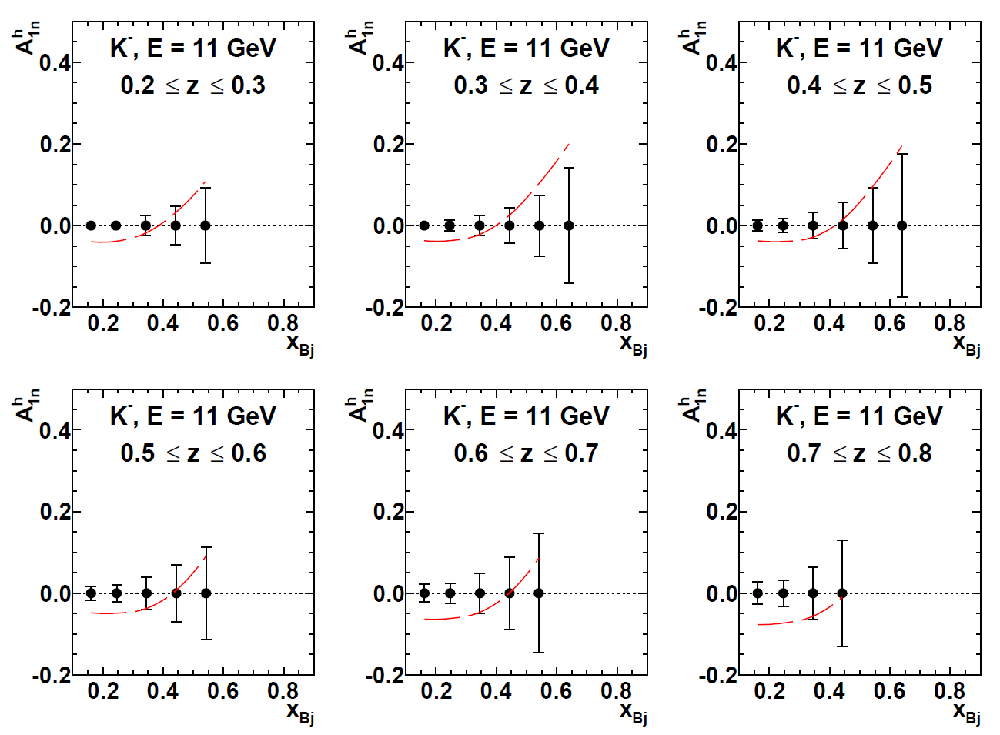 A^h_1n
K^-, E = 11 GeV
0.2 ≤ z ≤ 0.3
0.4
0.2
0.0
-0.2
0.2 0.4 0.6 0.8
x_Bj
A^h_1n
K^-, E = 11 GeV
0.3 ≤ z ≤ 0.4
0.4
0.2
0.0
-0.2
0.2 0.4 0.6 0.8
x_Bj
A^h_1n
K^-, E = 11 GeV
0.4 ≤ z ≤ 0.5
0.4
0.2
0.0
-0.2
0.2 0.4 0.6 0.8
x_Bj
A^h_1n
K^-, E = 11 GeV
0.5 ≤ z ≤ 0.6
0.4
0.2
0.0
-0.2
0.2 0.4 0.6 0.8
x_Bj
A^h_1n
K^-, E = 11 GeV
0.6 ≤ z ≤ 0.7
0.4
0.2
0.0
-0.2
0.2 0.4 0.6 0.8
x_Bj
A^h_1n
K^-, E = 11 GeV
0.7 ≤ z ≤ 0.8
0.4
0.2
0.0
-0.2
0.2 0.4 0.6 0.8
x_Bj